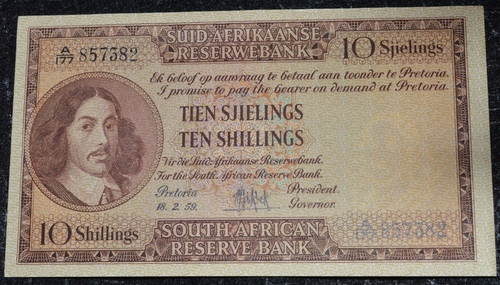 SUID-AFRIKAANSE
RESERWEBANK
10 Sjielings
A/177 857382
Ek beloof op aanvraag te betaal aan toonder te Pretoria.
I promise to pay the Bearer on demand at Pretoria.
TIEN SJIELINGS
TEN SHILLINGS
Vir die Suid-Afrikaanse Reserwebank.
For the South African Reserve Bank.
Pretoria
President.
18. 2. 59.
Governor.
10 Shillings
SOUTH AFRICAN
RESERVE BANK
A/177 857382